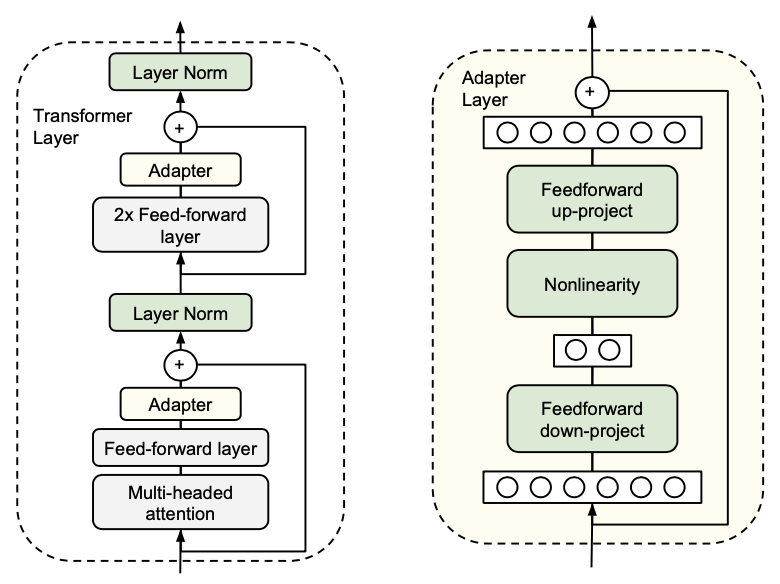 Transformer
Layer
Layer Norm
+
Adapter
2x Feed-forward
layer
Layer Norm
+
Adapter
Feed-forward layer
Multi-headed
attention
Adapter
Layer
+
Feedforward
up-project
Nonlinearity
Feedforward
down-project